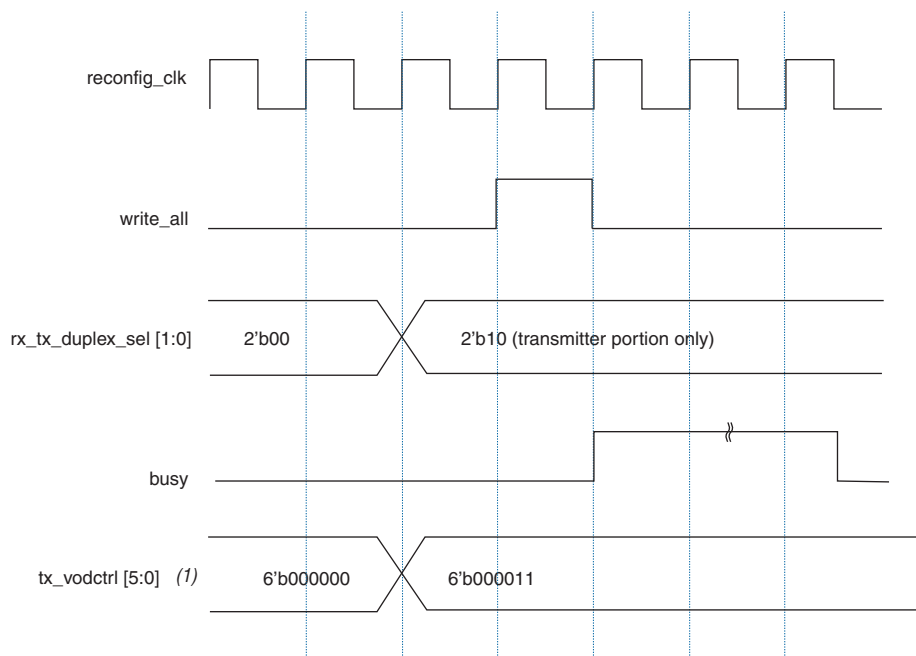 reconfig_clk
write_all
rx_tx_duplex_sel [1:0] 2'b00 2'b10 (transmitter portion only)
busy
tx_vodctrl [5:0] (1) 6'b000000 6'b000011